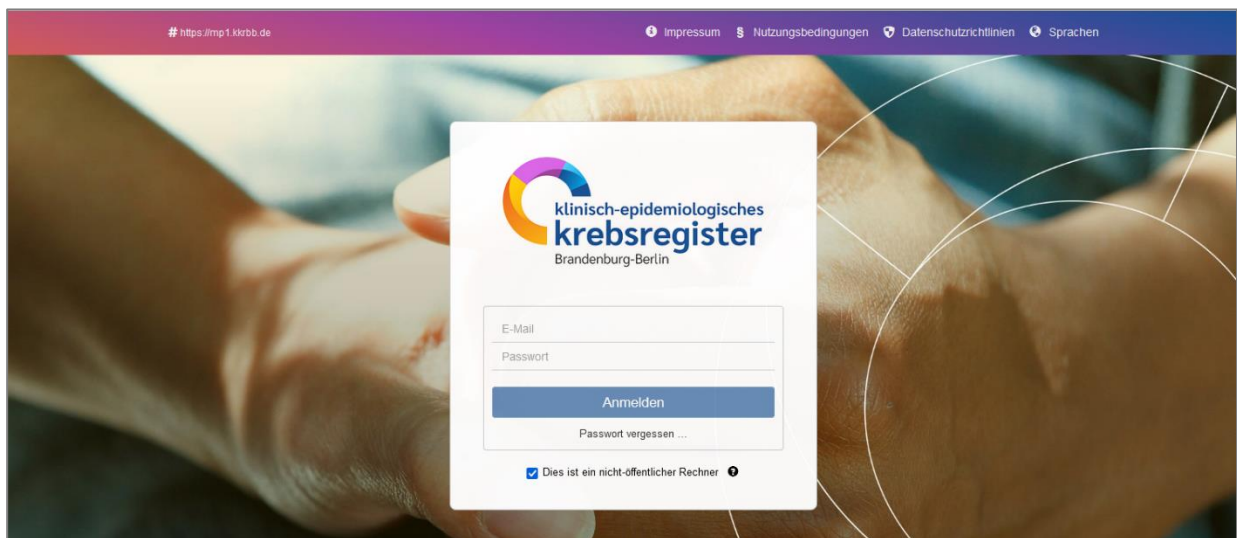 # https://mp1.kkrbb.de Impressum § Nutzungsbedingungen Datenschutzrichtlinien Sprachen
klinisch-epidemiologisches
krebsregister
Brandenburg-Berlin
E-Mail
Passwort
Anmelden
Passwort vergessen ...
Dies ist ein nicht-öffentlicher Rechner